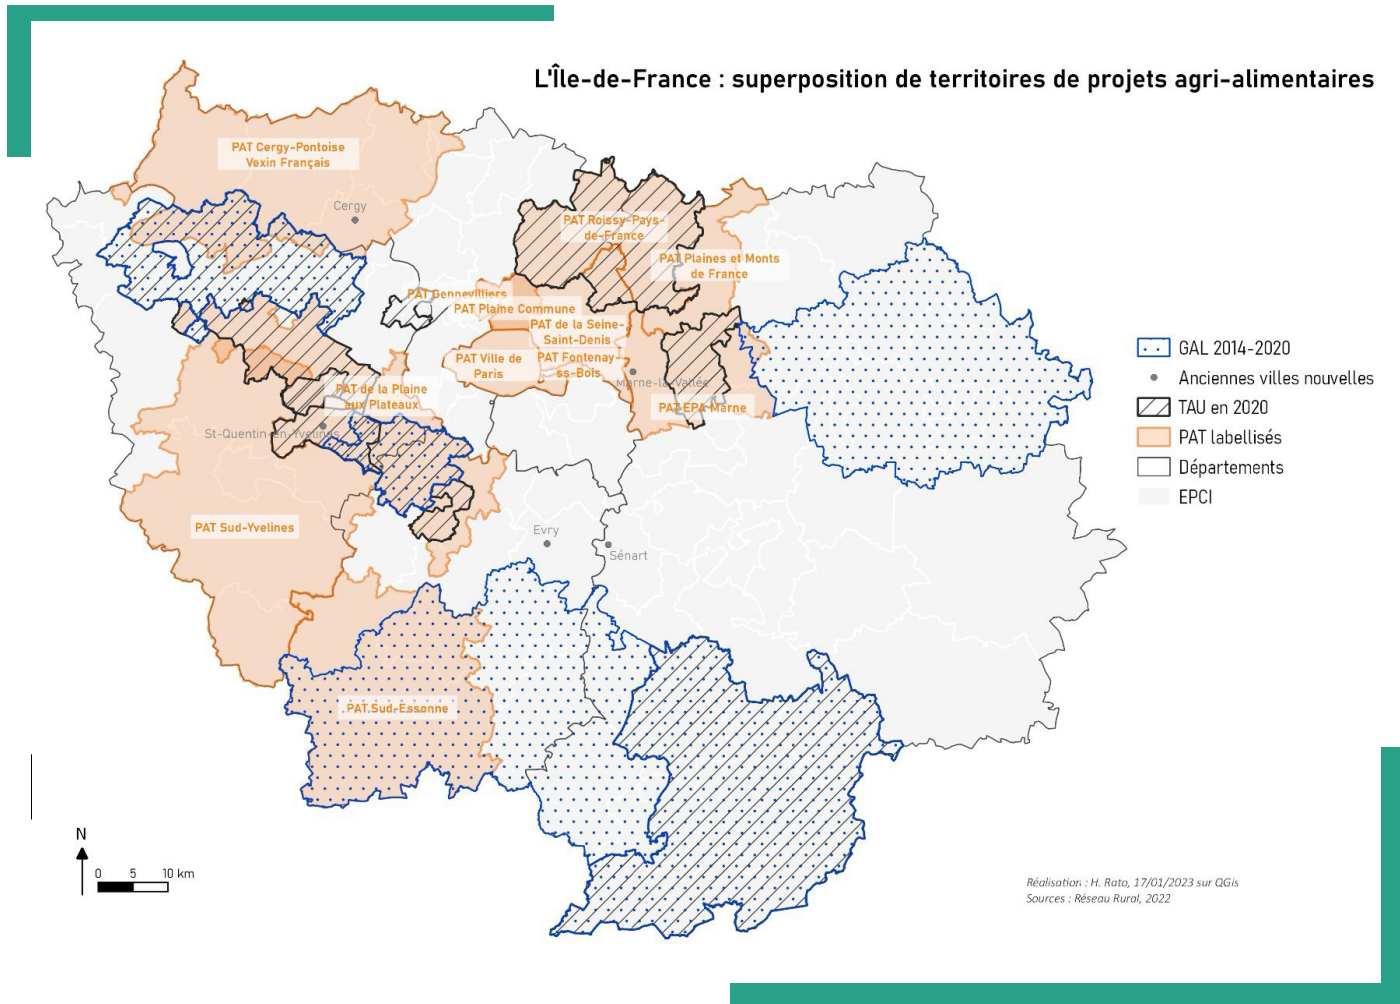 L'Île-de-France : superposition de territoires de projets agri-alimentaires
PAT Cergy-Pontoise
Vexin Français
Cergy
PAT Roissy-Pays-
de-France
PAT Plaines et Monts
de France
PAT Gennevilliers
PAT Plaine Commune
PAT de la Seine-
Saint-Denis
PAT Ville de
Paris
PAT Fontenay-
ss-Bois
Marne-la-Vallée
PAT EPA Marne
PAT de la Plaine
aux Plateaux
St-Quentin-en-Yvelines
PAT Sud-Yvelines
Evry
Sénart
PAT Sud-Essonne
GAL 2014-2020
Anciennes villes nouvelles
TAU en 2020
PAT labellisés
Départements
EPCI
N
0 5 10 km
Réalisation : H. Rato, 17/01/2023 sur QGis
Sources : Réseau Rural, 2022